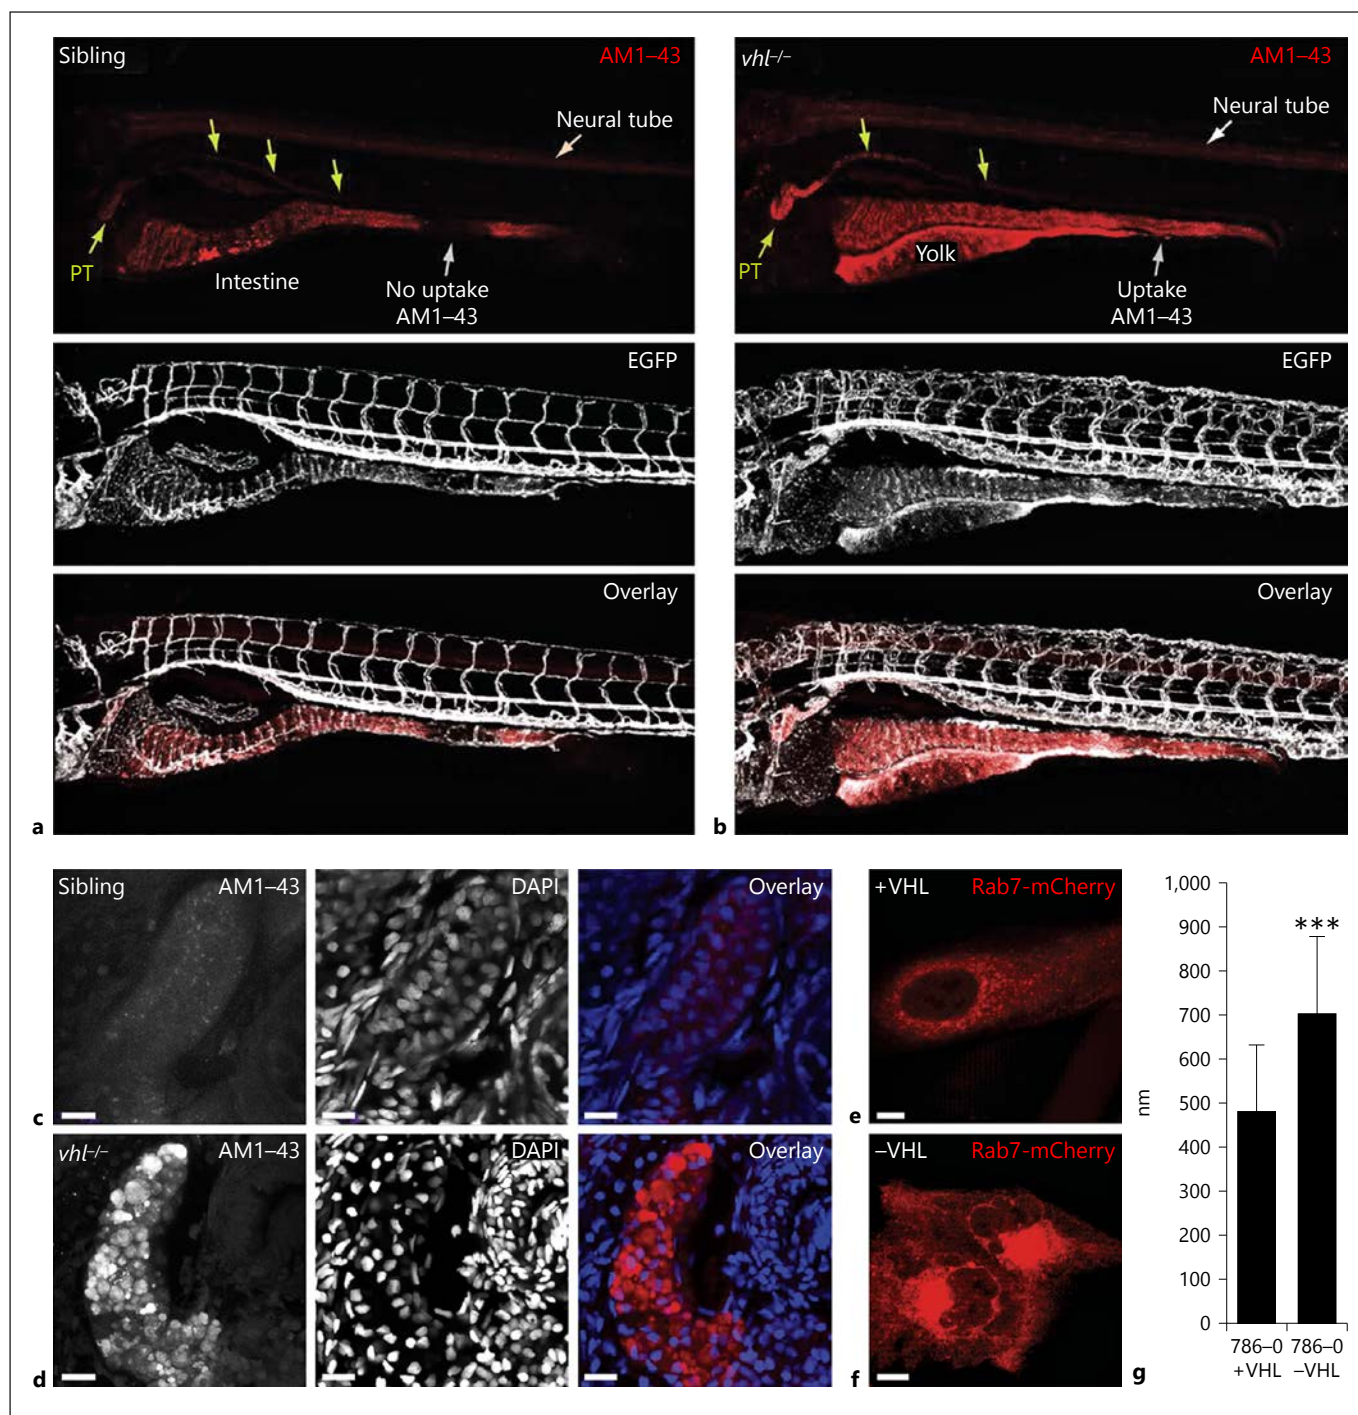 Sibling
AM1–43
Neural tube
PT
Intestine
No uptake
AM1–43
EGFP
Overlay
a
vhl–/–
AM1–43
Neural tube
PT
Yolk
Uptake
AM1–43
EGFP
Overlay
b
Sibling
AM1–43
DAPI
Overlay
c
vhl–/–
AM1–43
DAPI
Overlay
d
+VHL
Rab7-mCherry
e
–VHL
Rab7-mCherry
f
1,000
900
800
700
600
500
400
300
200
100
0
nm
***
786–0
+VHL
786–0
–VHL
g